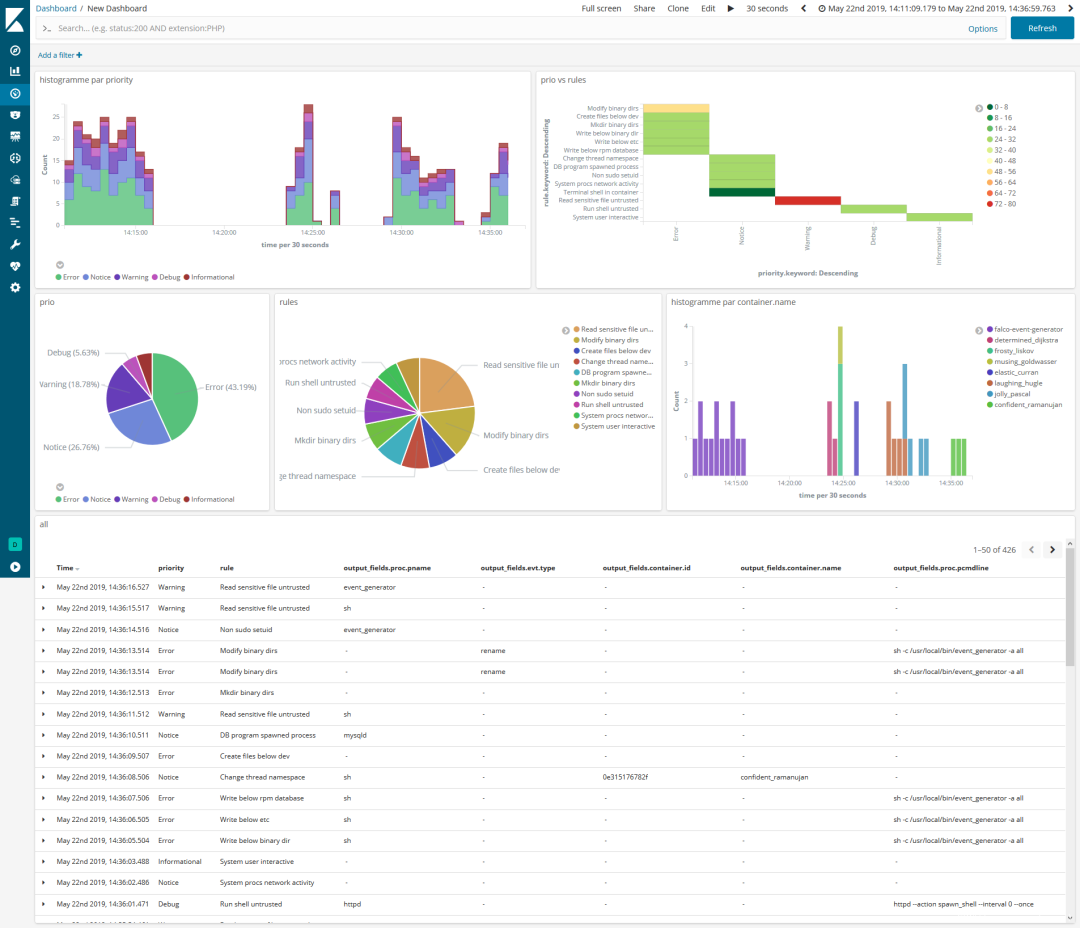 Dashboard / New Dashboard
Full screen Share Clone Edit 30 seconds May 22nd 2019, 14:11:09.179 to May 22nd 2019, 14:36:59.763
>_ Search... (e.g. status:200 AND extension:PHP)
Options Refresh
Add a filter +
histogramme par priority
Count
25
20
15
10
5
0
14:15:00 14:20:00 14:25:00 14:30:00 14:35:00
time per 30 seconds
Error Notice Warning Debug Informational
prio vs rules
rule.keyword: Descending
Modify binary dirs
Create files below dev
Mkdir binary dirs
Write below binary dir
Write below etc
Write below rpm database
Change thread namespace
DB program spawned process
Non sudo setuid
System procs network activity
Terminal shell in container
Read sensitive file untrusted
Run shell untrusted
System user interactive
Error Notice Warning Debug Informational
priority.keyword: Descending
0 - 8
8 - 16
16 - 24
24 - 32
32 - 40
40 - 48
48 - 56
56 - 64
64 - 72
72 - 80
prio
Debug (5.63%)
Warning (18.78%)
Error (43.19%)
Notice (26.76%)
Error Notice Warning Debug Informational
rules
procs network activity
Run shell untrusted
Non sudo setuid
Mkdir binary dirs
ge thread namespace
Read sensitive file un
Modify binary dirs
Create files below de
Read sensitive file un...
Modify binary dirs
Create files below dev
Change thread name...
DB program spawne...
Mkdir binary dirs
Non sudo setuid
Run shell untrusted
System procs networ...
System user interactive
histogramme par container.name
Count
4
3
2
1
0
14:15:00 14:20:00 14:25:00 14:30:00 14:35:00
time per 30 seconds
falco-event-generator
determined_dijkstra
frosty_liskov
musing_goldwasser
elastic_curran
laughing_hugle
jolly_pascal
confident_ramanujan
D
all
1–50 of 426
Time priority rule output_fields.proc.pname output_fields.evt.type output_fields.container.id output_fields.container.name output_fields.proc.pcmdline
May 22nd 2019, 14:36:16.527 Warning Read sensitive file untrusted event_generator - - - -
May 22nd 2019, 14:36:15.517 Warning Read sensitive file untrusted sh - - - -
May 22nd 2019, 14:36:14.516 Notice Non sudo setuid event_generator - - - -
May 22nd 2019, 14:36:13.514 Error Modify binary dirs - rename - - sh -c /usr/local/bin/event_generator -a all
May 22nd 2019, 14:36:13.514 Error Modify binary dirs - rename - - sh -c /usr/local/bin/event_generator -a all
May 22nd 2019, 14:36:12.513 Error Mkdir binary dirs - - - - -
May 22nd 2019, 14:36:11.512 Warning Read sensitive file untrusted sh - - - -
May 22nd 2019, 14:36:10.511 Notice DB program spawned process mysqld - - - -
May 22nd 2019, 14:36:09.507 Error Create files below dev - - - - -
May 22nd 2019, 14:36:08.506 Notice Change thread namespace sh - 0e315176782f confident_ramanujan -
May 22nd 2019, 14:36:07.506 Error Write below rpm database sh - - - sh -c /usr/local/bin/event_generator -a all
May 22nd 2019, 14:36:06.505 Error Write below etc sh - - - sh -c /usr/local/bin/event_generator -a all
May 22nd 2019, 14:36:05.504 Error Write below binary dir sh - - - sh -c /usr/local/bin/event_generator -a all
May 22nd 2019, 14:36:03.488 Informational System user interactive - - - - -
May 22nd 2019, 14:36:02.486 Notice System procs network activity - - - - -
May 22nd 2019, 14:36:01.471 Debug Run shell untrusted httpd - - - httpd --action spawn_shell --interval 0 --once